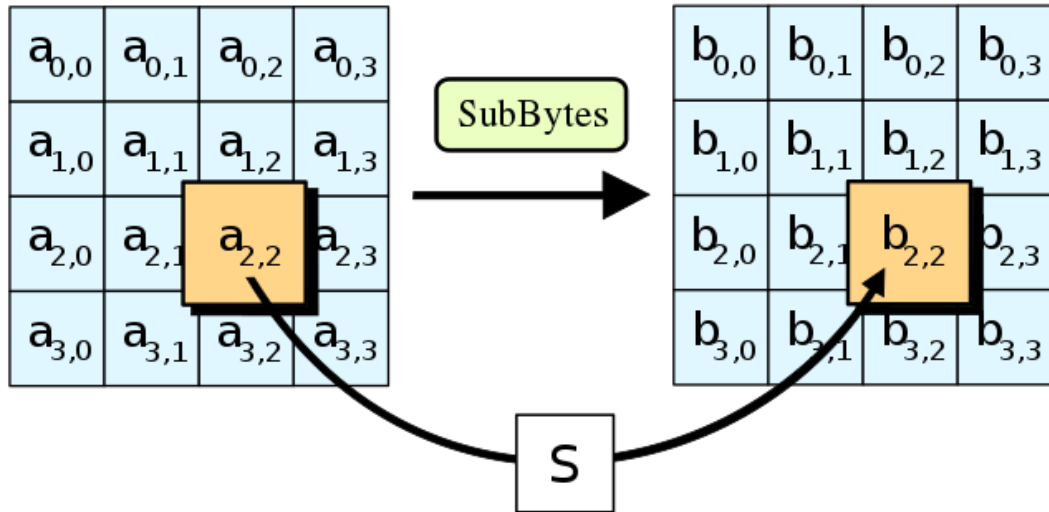 a0,0 a0,1 a0,2 a0,3
a1,0 a1,1 a1,2 a1,3
a2,0 a2,1 a2,2 a2,3
a3,0 a3,1 a3,2 a3,3
SubBytes
b0,0 b0,1 b0,2 b0,3
b1,0 b1,1 b1,2 b1,3
b2,0 b2,1 b2,2 b2,3
b3,0 b3,1 b3,2 b3,3
S